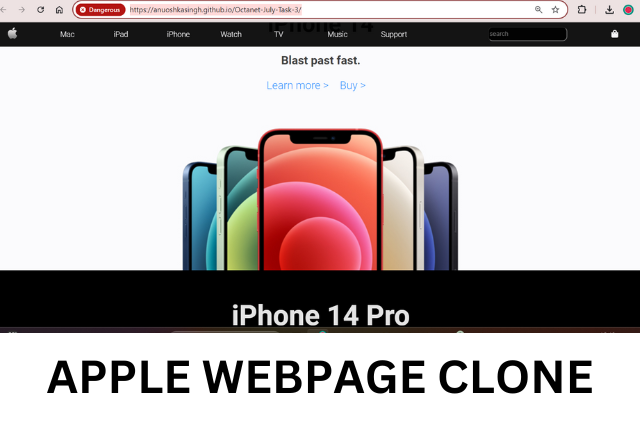 Dangerous https://anuoshkasingh.github.io/Octanet-July-Task-3/
iPhone 14
Mac iPad iPhone Watch TV Music Support search
Blast past fast.
Learn more > Buy >
iPhone 14 Pro
APPLE WEBPAGE CLONE